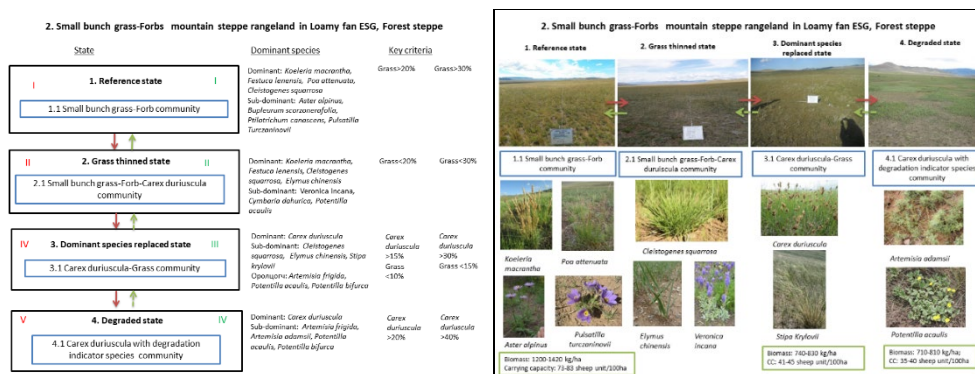 2. Small bunch grass-Forbs mountain steppe rangeland in Loamy fan ESG, Forest steppe
State
Dominant species
Key criteria
I
1. Reference state
I
1.1 Small bunch grass-Forb community
Dominant: Koeleria macrantha,
Festuca lenensis, Poa attenuata,
Cleistogenes squarrosa
Sub-dominant: Aster alpinas,
Bupleurm scorzonerafolia,
Ptilotrichum canascens, Pulsatilla
Turczaninovii
Grass>20%
Grass>30%
II
2. Grass thinned state
II
2.1 Small bunch grass-Forb-Carex duriuscula
community
Dominant: Koeleria macrantha,
Festuca lenensis, Cleistogenes
squarrosa, Elymus chinensis
Sub-dominant: Veronica Incana,
Cymbaria dahurica, Potentilla
acaulis
Grass<20%
Grass<30%
IV
3. Dominant species replaced state
III
3.1 Carex duriuscula-Grass community
Dominant: Carex duriuscula
Sub-dominant: Cleistogenes
squarrosa, Elymus chinensis, Stipa
krylovii
Оролцогч: Artemisia frigida,
Potentilla acaulis, Potentilla bifurca
Carex
duriuscula
>15%
Grass
<10%
Carex
duriuscula
>30%
Grass <15%
V
4. Degraded state
IV
4.1 Carex duriuscula with degradation
indicator species community
Dominant: Carex duriuscula
Sub-dominant: Artemisia frigida,
Artemisia adamsii, Potentilla
acaulis, Potentilla bifurca
Carex
duriuscula
>20%
Carex
duriuscula
>40%
2. Small bunch grass-Forbs mountain steppe rangeland in Loamy fan ESG, Forest steppe
1. Reference state
2. Grass thinned state
3. Dominant species
replaced state
4. Degraded state
1.1 Small bunch grass-Forb
community
2.1 Small bunch grass-Forb-Carex
duruiscula community
3.1 Carex duriuscula-Grass
community
4.1 Carex duriuscula with
degradation indicator species
community
Koeleria
macrantha
Poa attenuata
Cleistogenes squarrosa
Carex duriuscula
Artemisia adamsii
Aster alpinus
Pulsatilla
turczaninovii
Elymus
chinensis
Veronica
incana
Stipa Krylovii
Potentilla acaulis
Biomass: 1200-1420 kg/ha
Carrying capacity: 73-83 sheep unit/100ha
Biomass: 740-830 kg/ha
CC: 41-45 sheep unit/100ha
Biomass: 710-810 kg/ha;
CC: 35-40 sheep unit/100ha